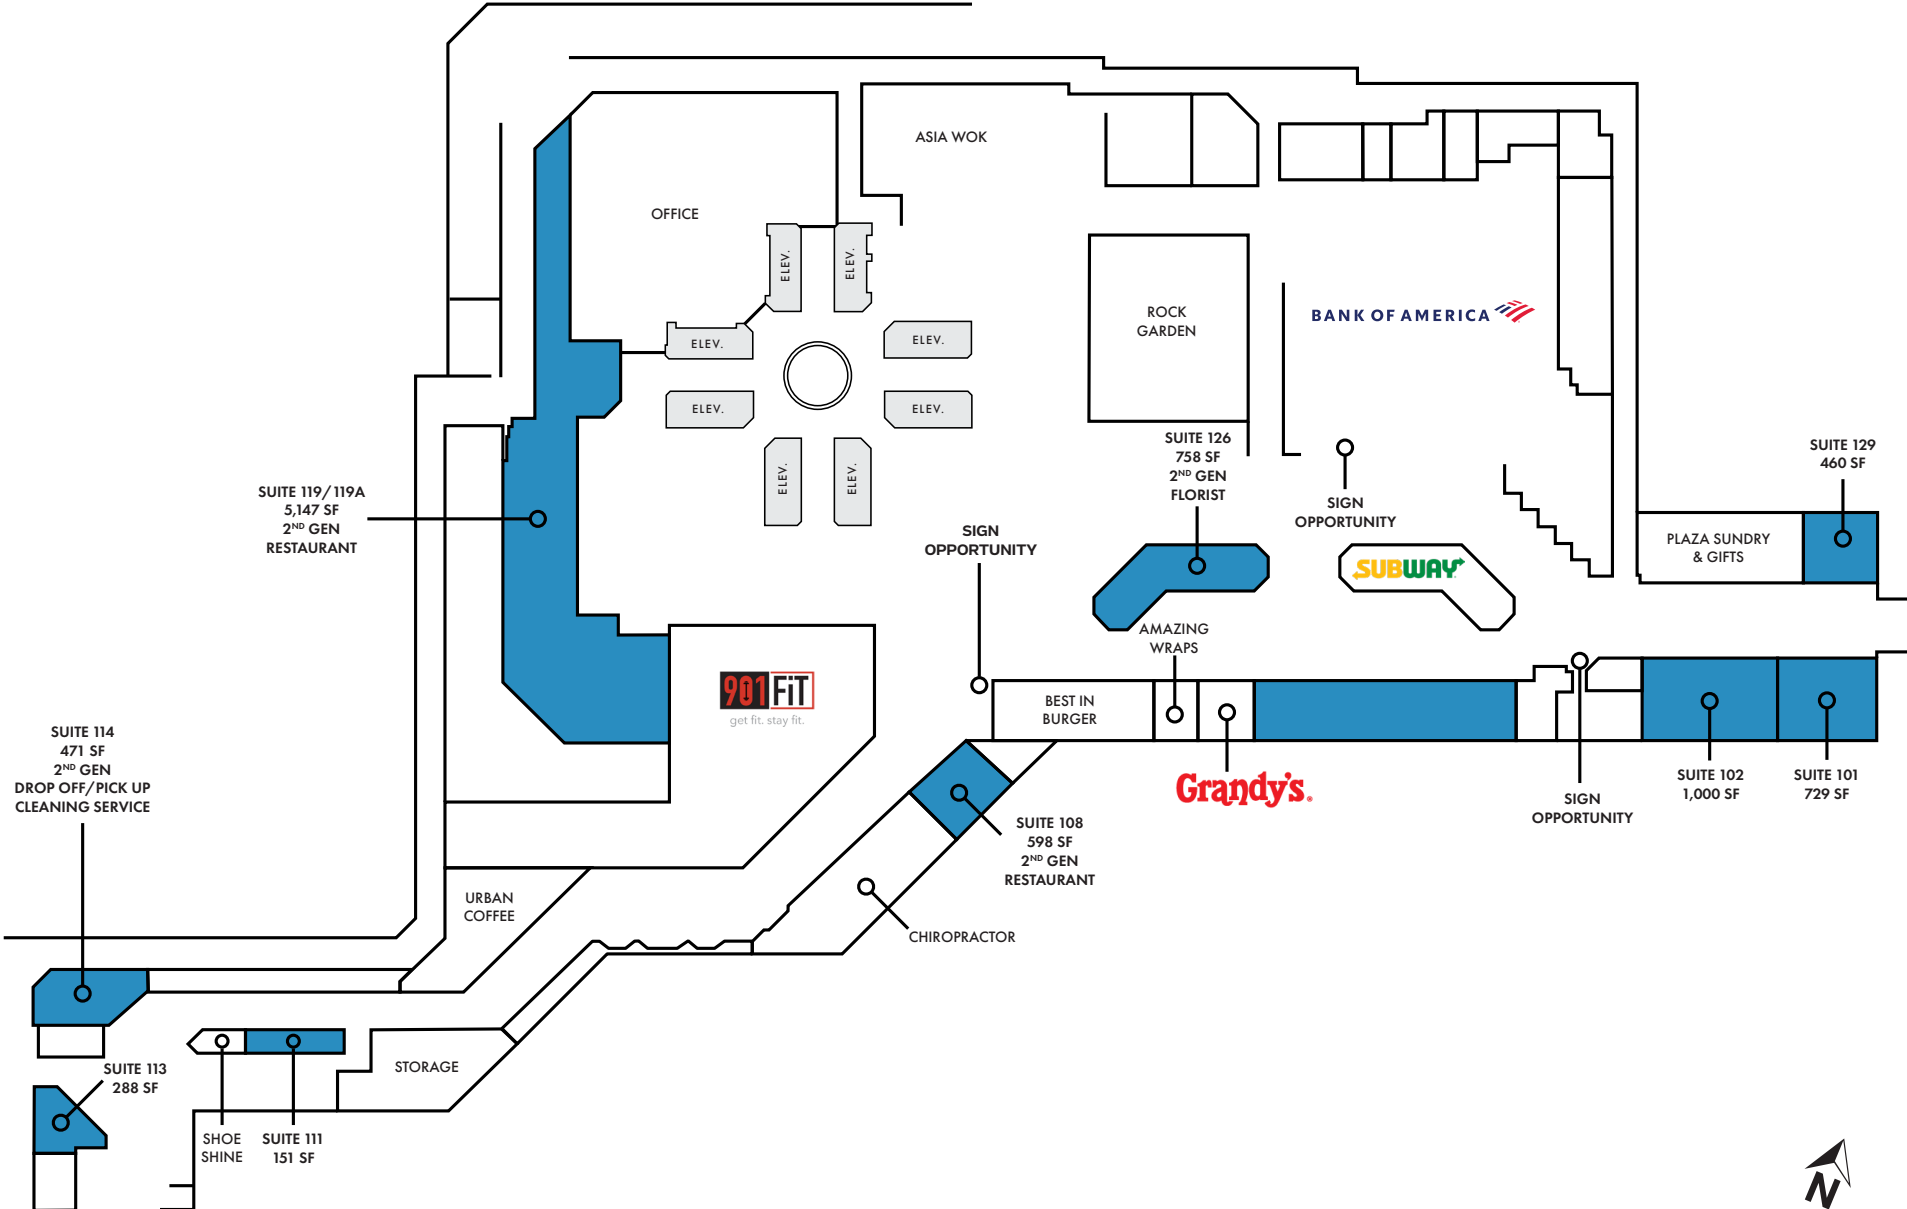 ASIA WOK
OFFICE
ELEV.
ELEV.
ELEV.
ELEV.
ELEV.
ELEV.
ELEV.
ELEV.
ROCK
GARDEN
BANK OF AMERICA
SUITE 126
758 SF
2ND GEN
FLORIST
SIGN
OPPORTUNITY
SUITE 129
460 SF
SUITE 119/119A
5,147 SF
2ND GEN
RESTAURANT
SIGN
OPPORTUNITY
PLAZA SUNDRY
& GIFTS
SUBWAY
AMAZING
WRAPS
901 FiT
get fit. stay fit.
BEST IN
BURGER
SUITE 114
471 SF
2ND GEN
DROP OFF/PICK UP
CLEANING SERVICE
Grandy's®
SUITE 102
1,000 SF
SUITE 101
729 SF
SIGN
OPPORTUNITY
SUITE 108
598 SF
2ND GEN
RESTAURANT
URBAN
COFFEE
CHIROPRACTOR
STORAGE
SUITE 113
288 SF
SHOE
SHINE
SUITE 111
151 SF
N